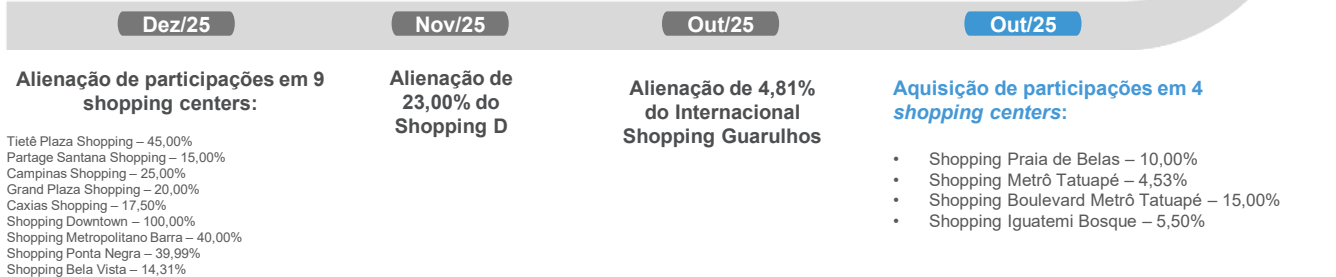 Dez/25
Alienação de participações em 9
shopping centers:
Tietê Plaza Shopping – 45,00%
Partage Santana Shopping – 15,00%
Campinas Shopping – 25,00%
Grand Plaza Shopping – 20,00%
Caxias Shopping – 17,50%
Shopping Downtown – 100,00%
Shopping Metropolitano Barra – 40,00%
Shopping Ponta Negra – 39,99%
Shopping Bela Vista – 14,31%
Nov/25
Alienação de
23,00% do
Shopping D
Out/25
Alienação de 4,81%
do Internacional
Shopping Guarulhos
Out/25
Aquisição de participações em 4
shopping centers:
• Shopping Praia de Belas – 10,00%
• Shopping Metrô Tatuapé – 4,53%
• Shopping Boulevard Metrô Tatuapé – 15,00%
• Shopping Iguatemi Bosque – 5,50%